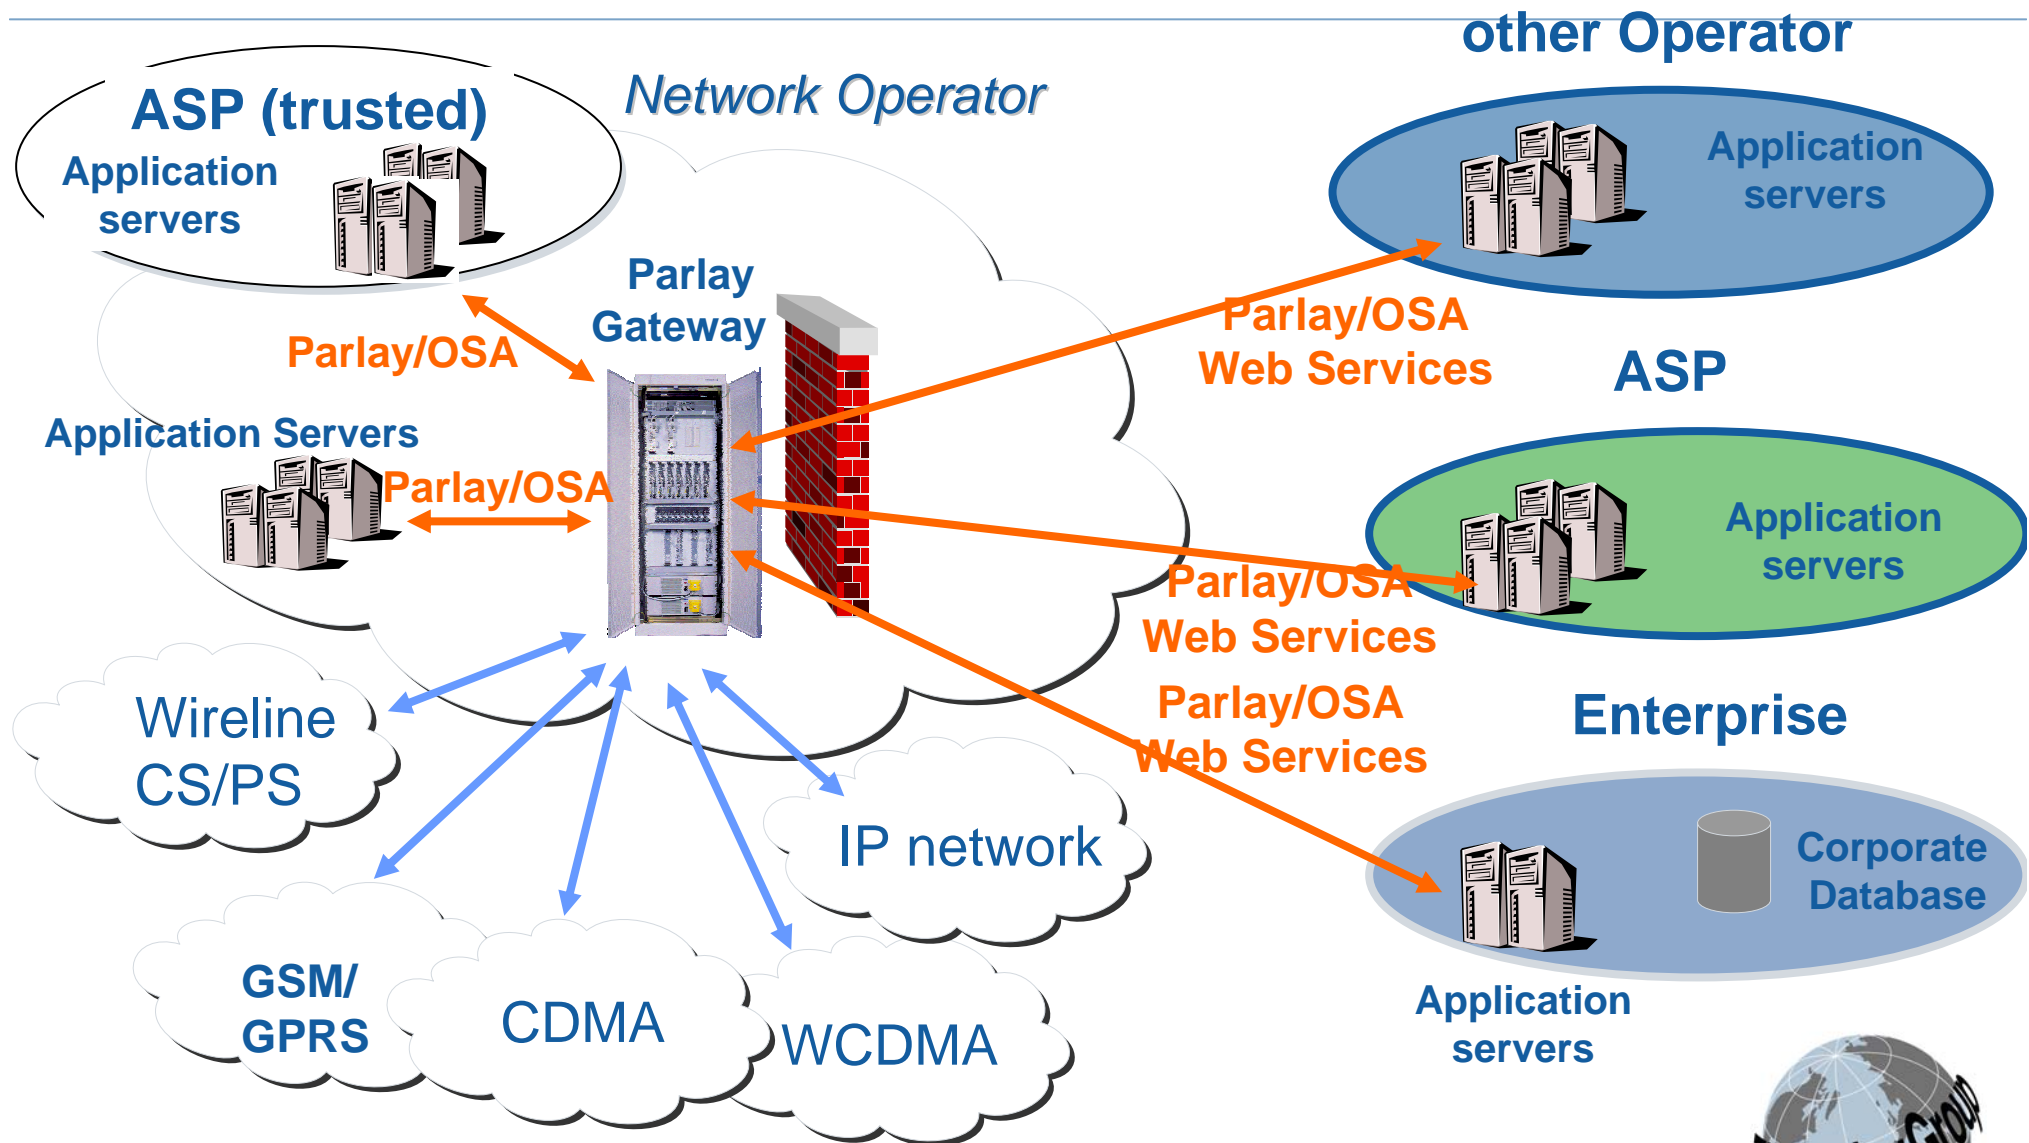 other Operator
Network Operator
ASP (trusted)
Application
servers
Application
servers
Parlay
Gateway
Parlay/OSA
Parlay/OSA
Web Services
ASP
Application Servers
Parlay/OSA
Application
servers
Parlay/OSA
Web Services
Parlay/OSA
Web Services
Enterprise
Wireline
CS/PS
IP network
Corporate
Database
GSM/
GPRS
CDMA
WCDMA
Application
servers
Group